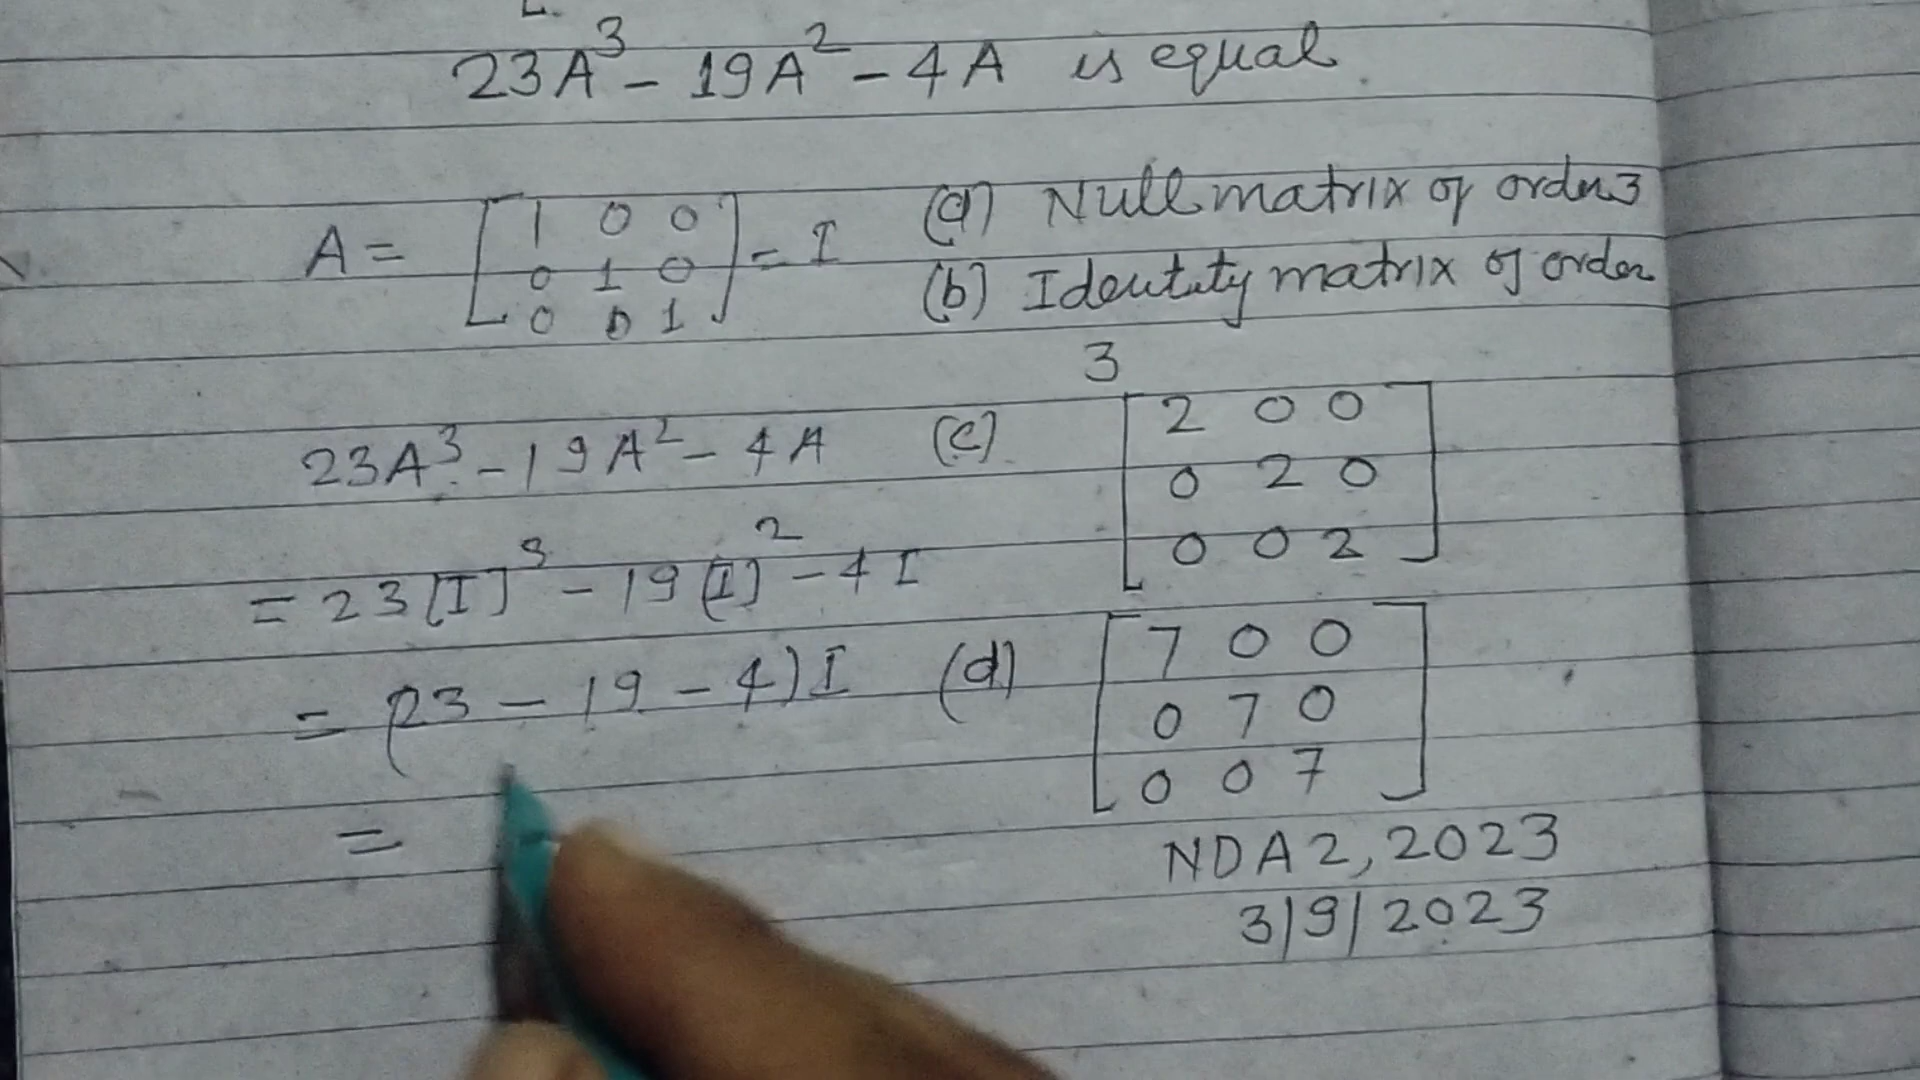 23A³ - 19A² - 4A is equal
A = [1 0 0
0 1 0
0 0 1] = I
(a) Null matrix of order 3
(b) Identity matrix of order
3
23A³ - 19A² - 4A
(c) [2 0 0
0 2 0
0 0 2]
= 23[I]³ - 19[I]² - 4I
= (23 - 19 - 4)I
(d) [7 0 0
0 7 0
0 0 7]
=
NDA2, 2023
3/9/2023